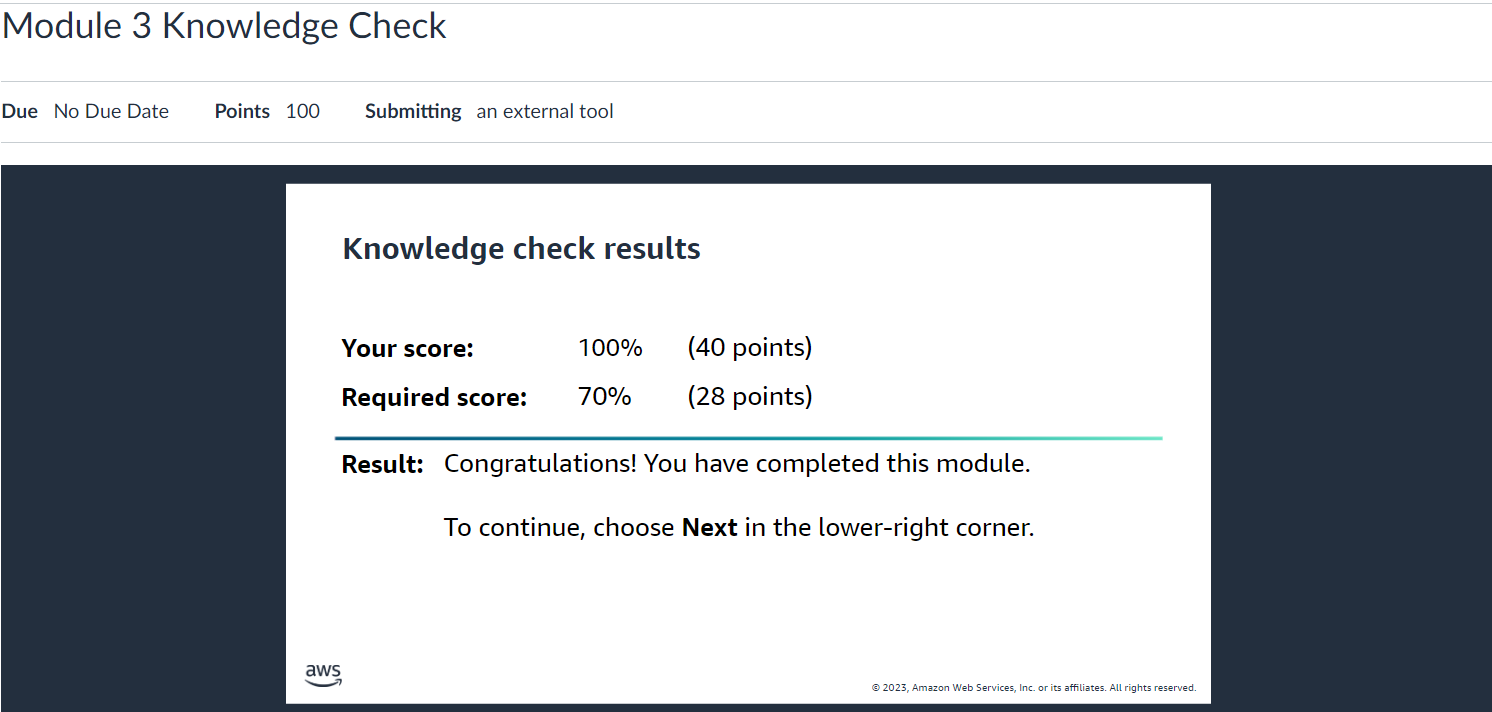 Module 3 Knowledge Check
Due No Due Date Points 100 Submitting an external tool
Knowledge check results
Your score: 100% (40 points)
Required score: 70% (28 points)
Result: Congratulations! You have completed this module.
To continue, choose Next in the lower-right corner.
aws
© 2023, Amazon Web Services, Inc. or its affiliates. All rights reserved.